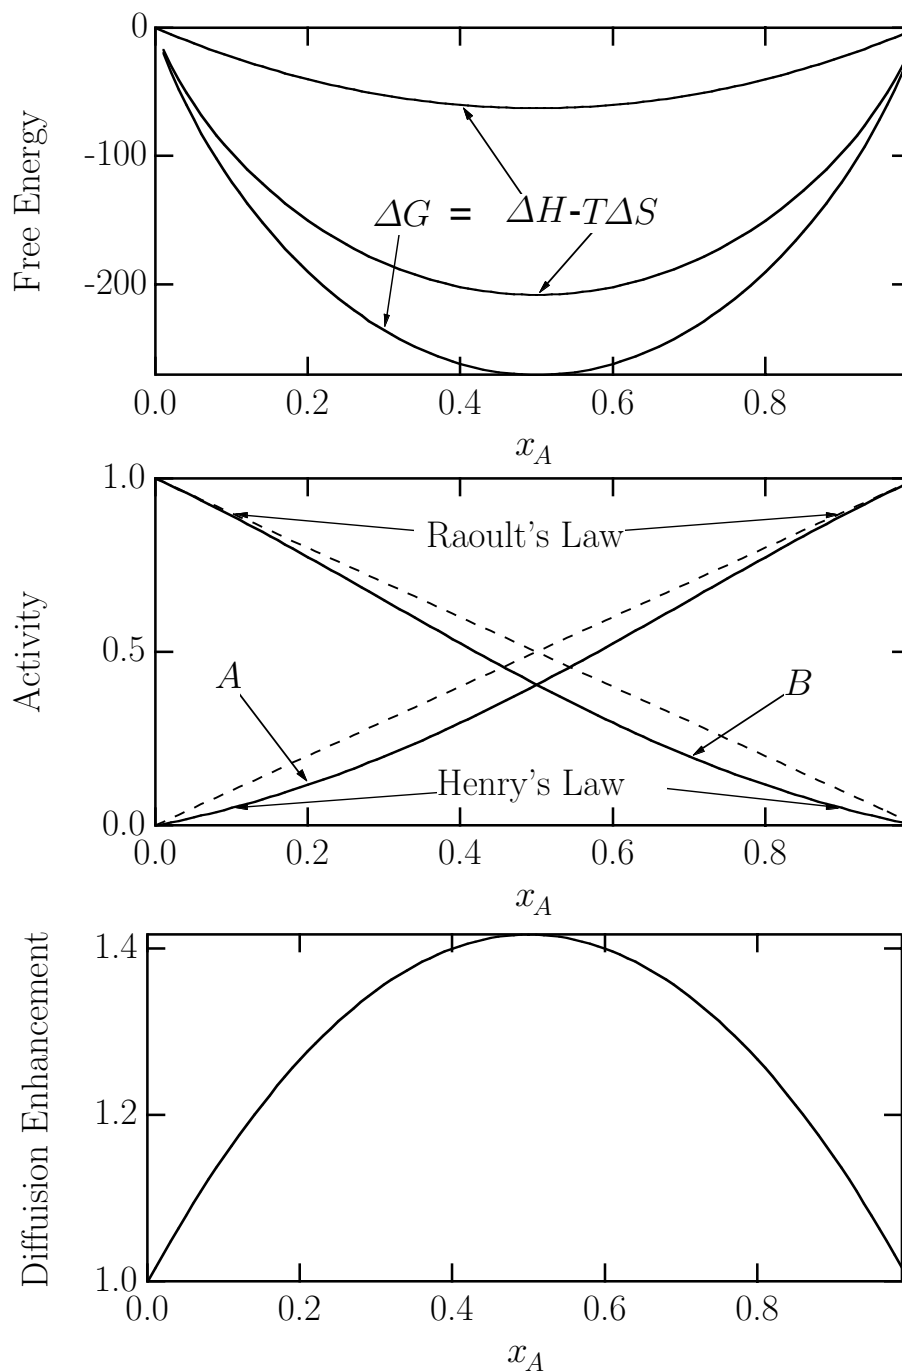 0
-100
-200
Free Energy
ΔG = ΔH-TΔS
0.0 0.2 0.4 0.6 0.8
x_A
1.0
0.5
0.0
Activity
Raoult's Law
A
B
Henry's Law
0.0 0.2 0.4 0.6 0.8
x_A
1.4
1.2
1.0
Diffuision Enhancement
0.0 0.2 0.4 0.6 0.8
x_A